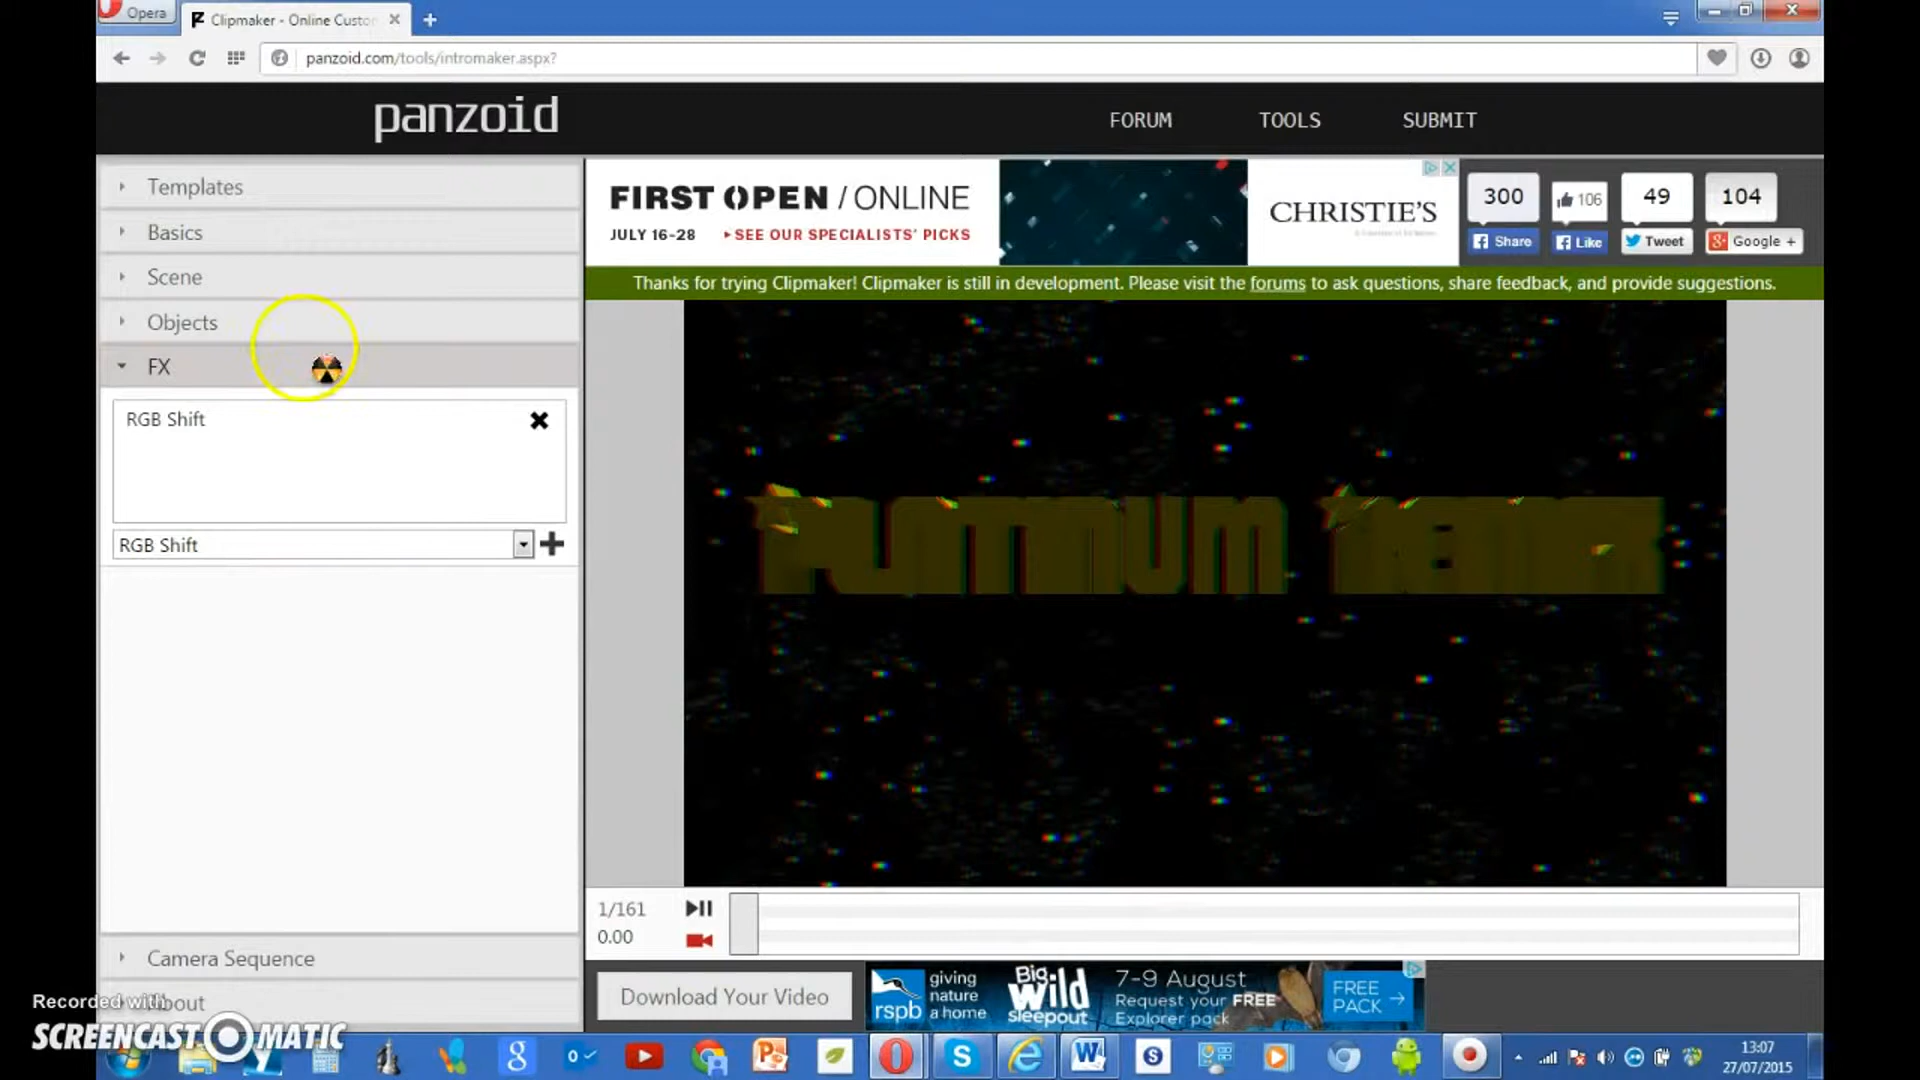 Opera
Clipmaker - Online Custo
panzoid.com/tools/intromaker.aspx?
panzoid
FORUM
TOOLS
SUBMIT
Templates
Basics
Scene
Objects
FX
RGB Shift
RGB Shift
Camera Sequence
FIRST OPEN / ONLINE
JULY 16-28
SEE OUR SPECIALISTS' PICKS
CHRISTIE'S
300
Share
106
Like
49
Tweet
104
Google +
Thanks for trying Clipmaker! Clipmaker is still in development. Please visit the forums to ask questions, share feedback, and provide suggestions.
PLATINUM
1/161
0.00
Download Your Video
rspb
giving
nature
a home
Big
wild
sleepout
7-9 August
Request your FREE
Explorer pack
FREE
PACK
Recorded with
About
SCREENCAST MATIC
13:07
27/07/2015